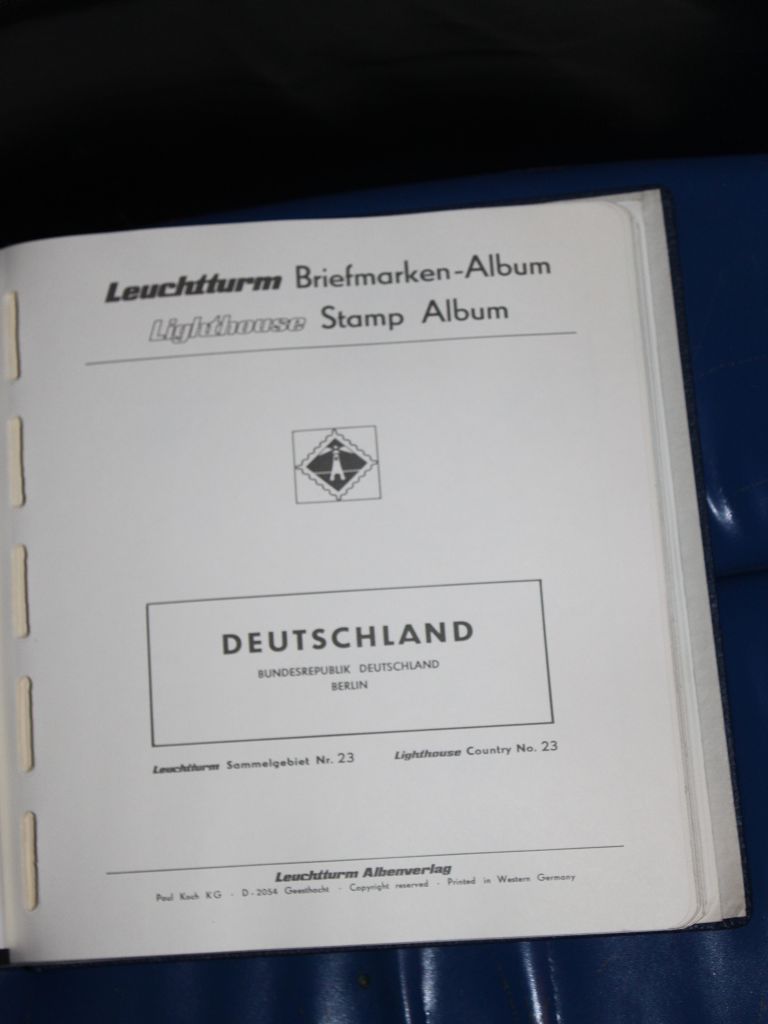 Leuchtturm Briefmarken-Album
Lighthouse Stamp Album
DEUTSCHLAND
BUNDESREPUBLIK DEUTSCHLAND
BERLIN
Leuchtturm Sammelgebiet Nr. 23 Lighthouse Country No. 23
Leuchtturm Albenverlag
Paul Koch KG · D-2054 Geesthacht · Copyright reserved · Printed in Western Germany